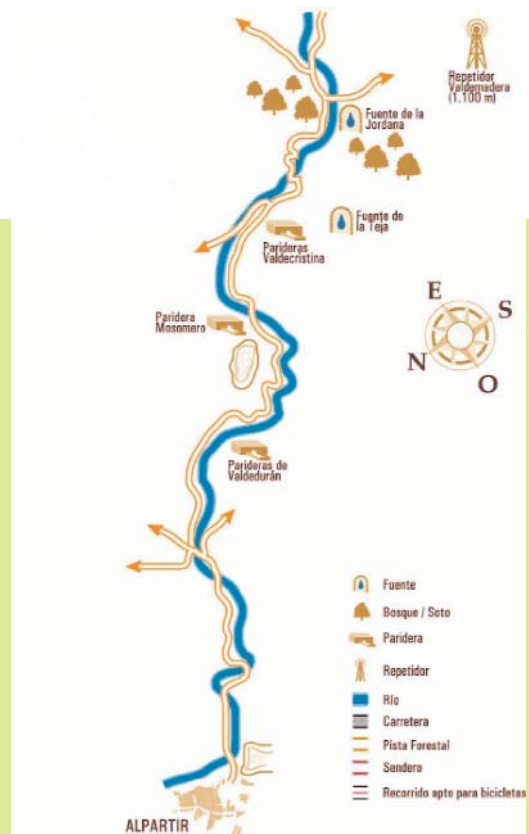 Repetidor
Valdemadera
(1.100 m)
Fuente de la
Jordana
Fuente de
la Teja
Parideras
Valdecristina
Paridera
Mosomero
E
S
N
O
Parideras de
Valdedurán
Fuente
Bosque / Soto
Paridera
Repetidor
Río
Carretera
Pista Forestal
Sendero
Recorrido apto para bicicletas
ALPARTIR